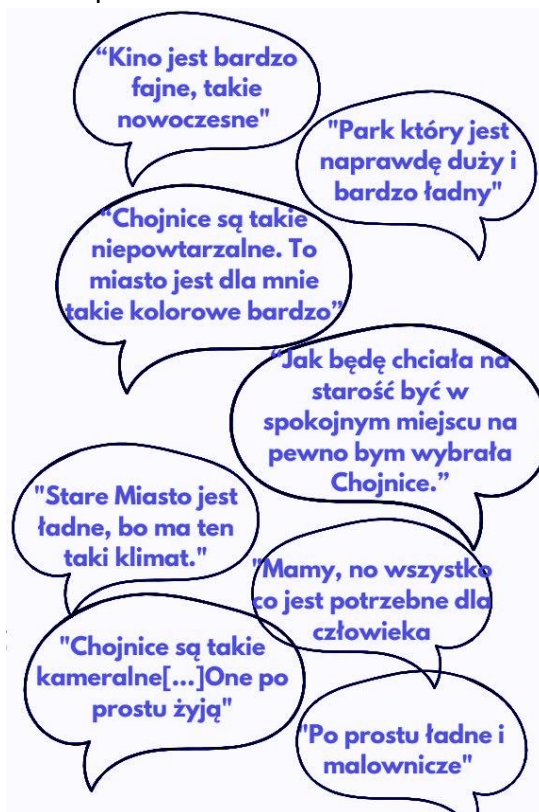 “Kino jest bardzo
fajne, takie
nowoczesne"
"Park który jest
naprawdę duży i
bardzo ładny"
“Chojnice są takie
niepowtarzalne. To
miasto jest dla mnie
takie kolorowe bardzo”
“Jak będę chciała na
starość być w
spokojnym miejscu na
pewno bym wybrała
Chojnice.”
"Stare Miasto jest
ładne, bo ma ten
taki klimat."
"Mamy, no wszystko
co jest potrzebne dla
człowieka
"Chojnice są takie
kameralne[...]One po
prostu żyją"
"Po prostu ładne i
malownicze"